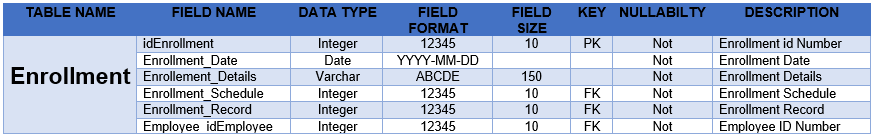 TABLE NAME FIELD NAME DATA TYPE FIELD FORMAT FIELD SIZE KEY NULLABILTY DESCRIPTION
Enrollment
idEnrollment Integer 12345 10 PK Not Enrollment id Number
Enrollment_Date Date YYYY-MM-DD Not Enrollment Date
Enrollement_Details Varchar ABCDE 150 Not Enrollment Details
Enrollment_Schedule Integer 12345 10 FK Not Enrollment Schedule
Enrollment_Record Integer 12345 10 FK Not Enrollment Record
Employee_idEmployee Integer 12345 10 FK Not Employee ID Number